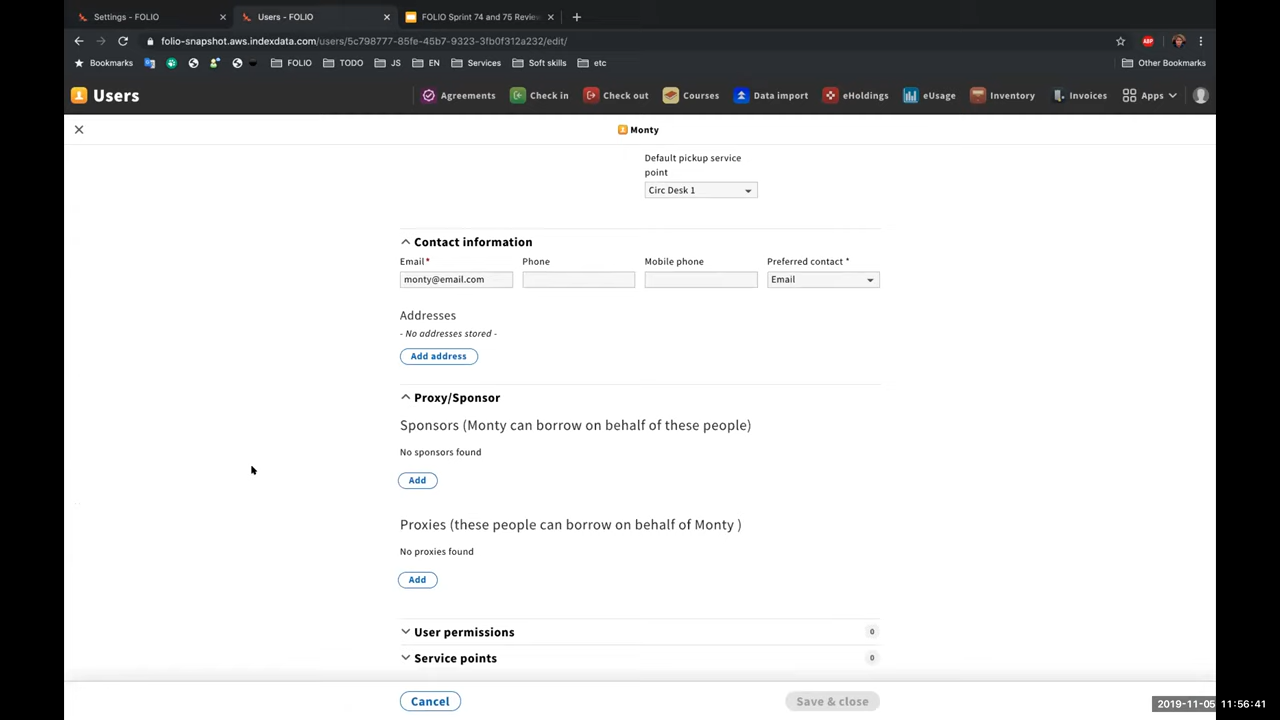 Settings - FOLIO
Users - FOLIO
FOLIO Sprint 74 and 75 Revie
folio-snapshot.aws.indexdata.com/users/5c798777-85fe-45b7-9323-3fb0f312a232/edit/
ABP
Bookmarks
FOLIO
TODO
JS
EN
Services
Soft skills
etc
Other Bookmarks
Users
Agreements
Check in
Check out
Courses
Data import
eHoldings
eUsage
Inventory
Invoices
Apps
Monty
Default pickup service
point
Circ Desk 1
Contact information
Email* Phone Mobile phone Preferred contact *
monty@email.com Email
Addresses
- No addresses stored -
Add address
Proxy/Sponsor
Sponsors (Monty can borrow on behalf of these people)
No sponsors found
Add
Proxies (these people can borrow on behalf of Monty )
No proxies found
Add
User permissions 0
Service points 0
Cancel Save & close
2019-11-05 11:56:41